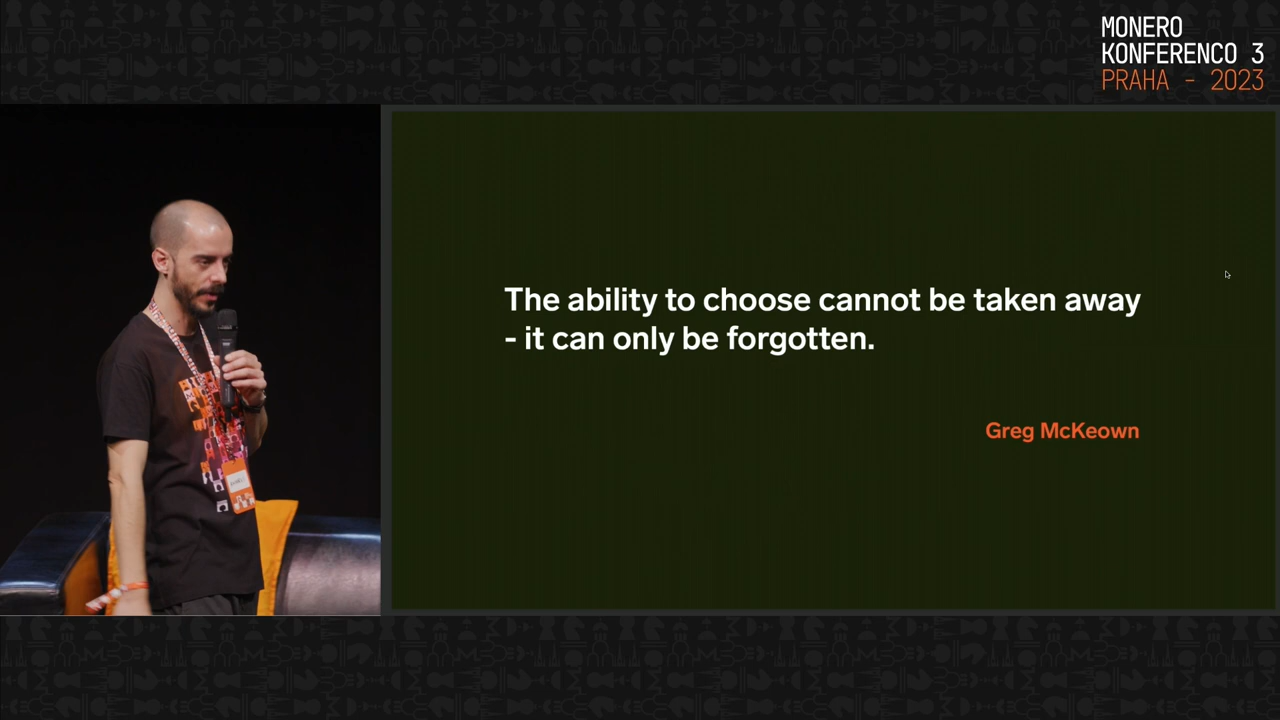 MONERO
KONFERENCO 3
PRAHA - 2023
The ability to choose cannot be taken away
- it can only be forgotten.
Greg McKeown